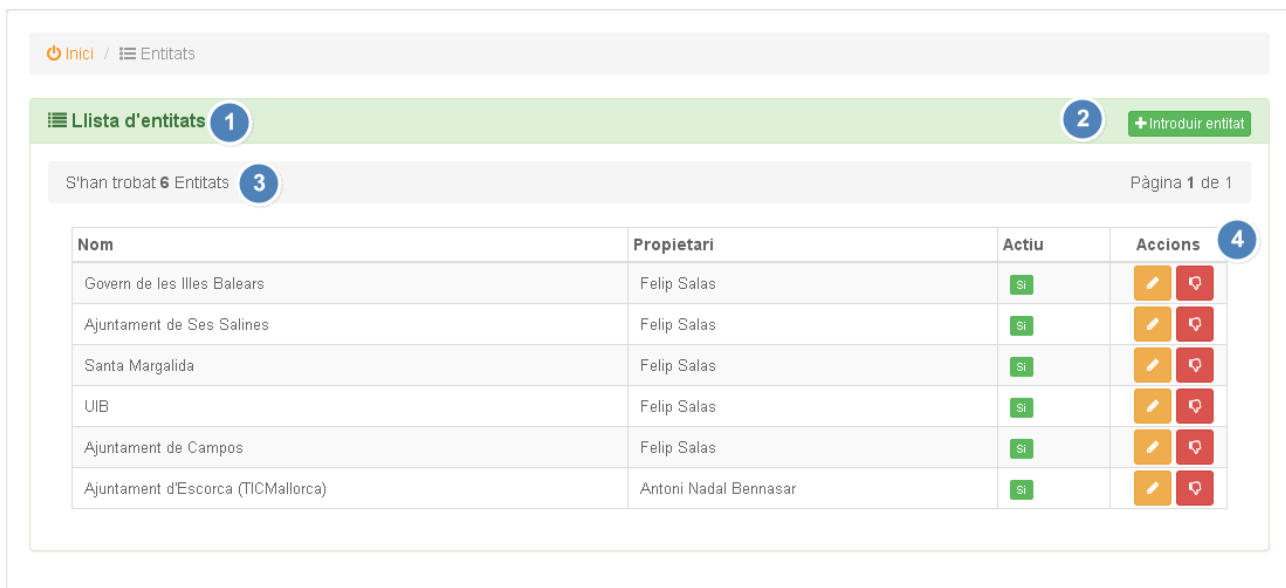 Inici / Entitats
Llista d'entitats 1 2 Introduir entitat
S'han trobat 6 Entitats 3 Pàgina 1 de 1
Nom Propietari Actiu Accions 4
Govern de les Illes Balears Felip Salas Si
Ajuntament de Ses Salines Felip Salas Si
Santa Margalida Felip Salas Si
UIB Felip Salas Si
Ajuntament de Campos Felip Salas Si
Ajuntament d'Escorca (TICMallorca) Antoni Nadal Bennasar Si